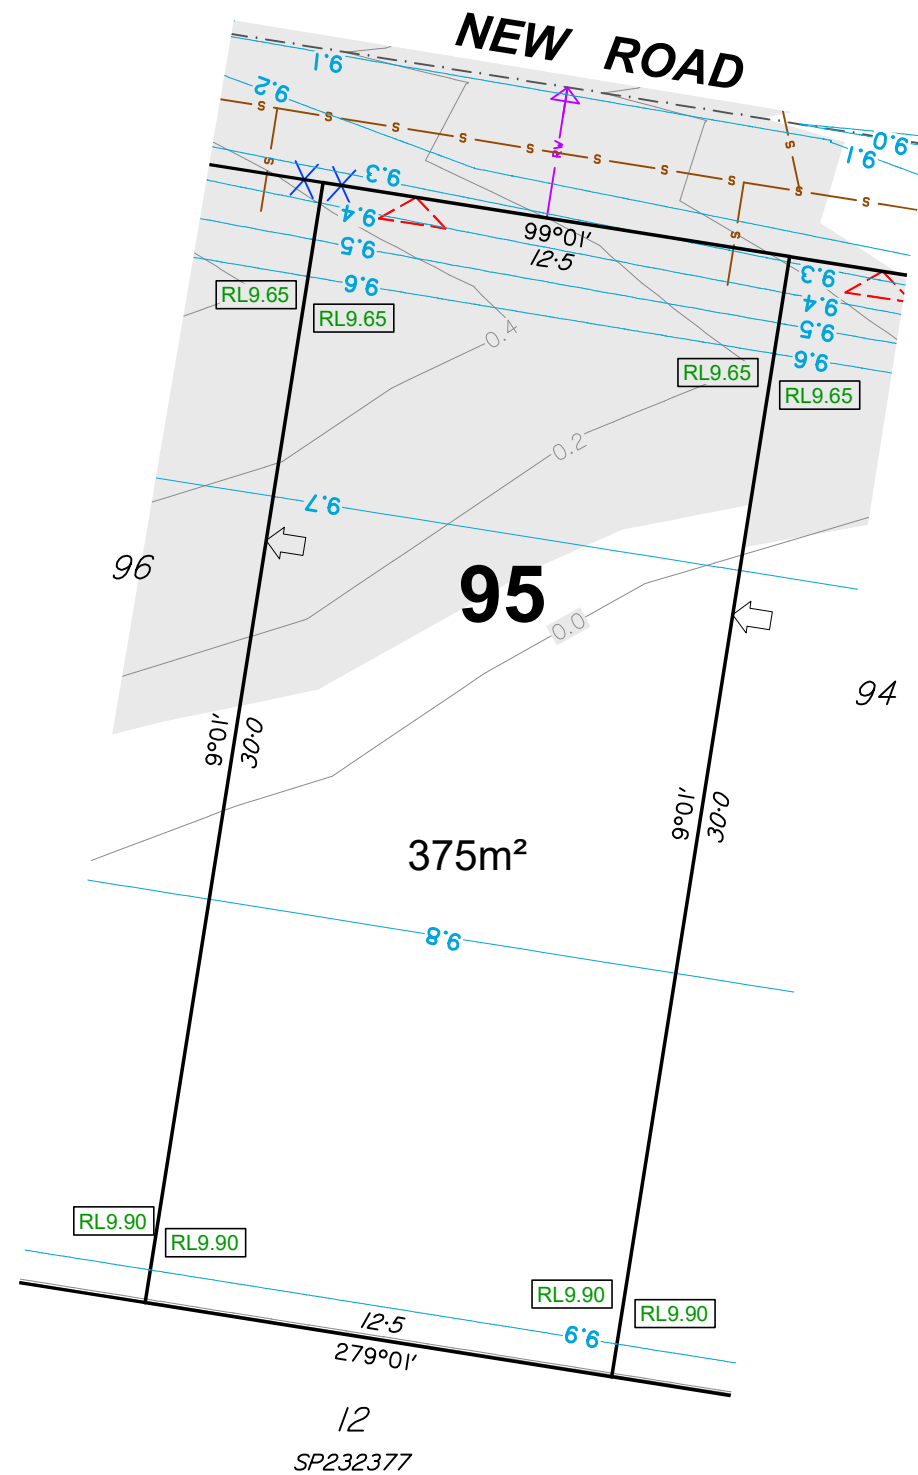 NEW ROAD
9.1
9.2
S
S
S
S
S
S
S
S
S
S
S
S
RV
9.0
9.1
9.3
9.4
9.5
9.6
99°01'
12·5
9.3
9.4
9.5
9.6
RL9.65
RL9.65
0.4
RL9.65
RL9.65
0.2
9.7
96
95
0.0
94
9°01'
30·0
9°01'
30·0
375m²
9.8
RL9.90
RL9.90
RL9.90
RL9.90
12·5
279°01'
9.9
12
SP232377